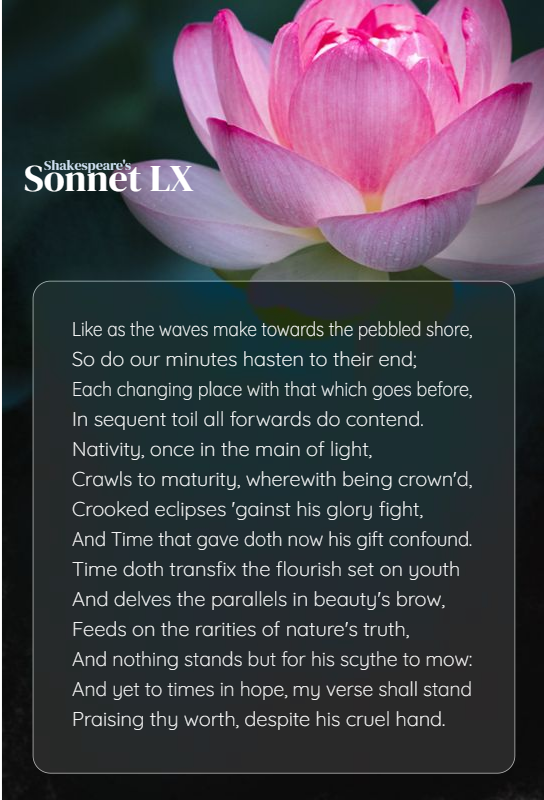 Shakespeare's
Sonnet LX
Like as the waves make towards the pebbled shore,
So do our minutes hasten to their end;
Each changing place with that which goes before,
In sequent toil all forwards do contend.
Nativity, once in the main of light,
Crawls to maturity, wherewith being crown'd,
Crooked eclipses 'gainst his glory fight,
And Time that gave doth now his gift confound.
Time doth transfix the flourish set on youth
And delves the parallels in beauty's brow,
Feeds on the rarities of nature's truth,
And nothing stands but for his scythe to mow:
And yet to times in hope, my verse shall stand
Praising thy worth, despite his cruel hand.